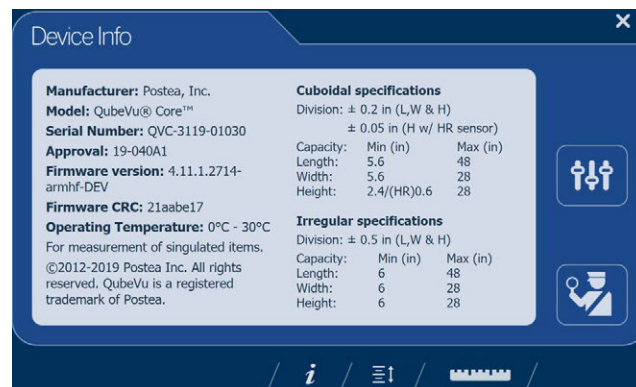 Device Info
Manufacturer: Postea, Inc.
Model: QubeVu® Core™
Serial Number: QVC-3119-01030
Approval: 19-040A1
Firmware version: 4.11.1.2714-
armhf-DEV
Firmware CRC: 21aabe17
Operating Temperature: 0°C - 30°C
For measurement of singulated items.
©2012-2019 Postea Inc. All rights
reserved. QubeVu is a registered
trademark of Postea.
Cuboidal specifications
Division: ± 0.2 in (L,W & H)
± 0.05 in (H w/ HR sensor)
Capacity: Min (in) Max (in)
Length: 5.6 48
Width: 5.6 28
Height: 2.4/(HR)0.6 28
Irregular specifications
Division: ± 0.5 in (L,W & H)
Capacity: Min (in) Max (in)
Length: 6 48
Width: 6 28
Height: 6 28